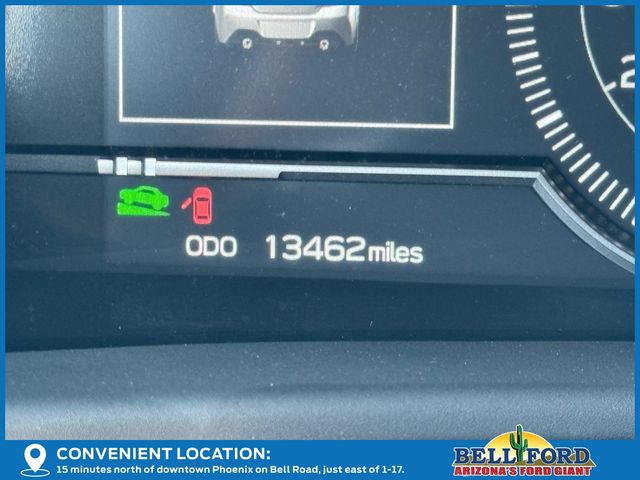 ODO 13462miles
CONVENIENT LOCATION:
15 minutes north of downtown Phoenix on Bell Road, just east of 1-17.
BELL FORD
ARIZONA'S FORD GIANT